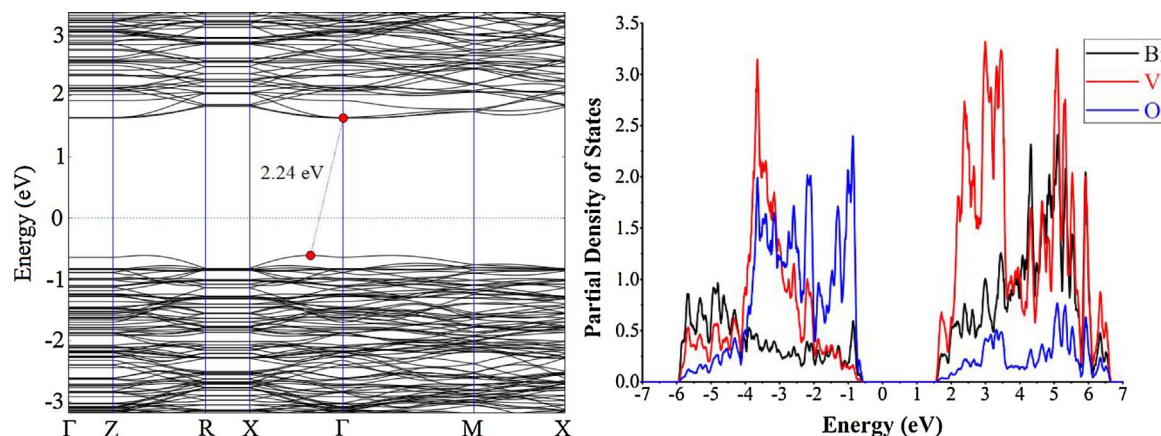 3
2
1
0
-1
-2
-3
Energy (eV)
2.24 eV
Γ Z R X Γ M X
3.5
3.0
2.5
2.0
1.5
1.0
0.5
0.0
Partial Density of States
B
V
O
-7 -6 -5 -4 -3 -2 -1 0 1 2 3 4 5 6 7
Energy (eV)